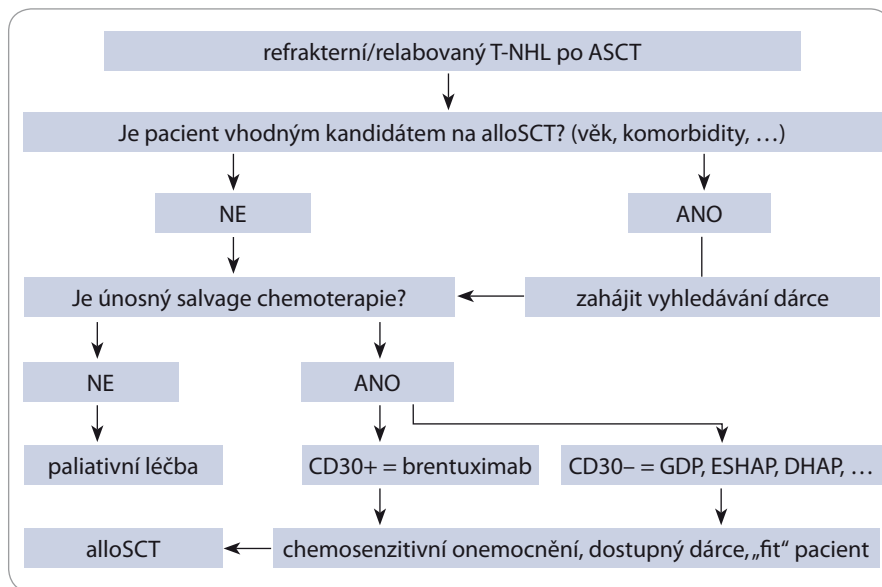 refrakterní/relabovaný T-NHL po ASCT
Je pacient vhodným kandidátem na alloSCT? (věk, komorbidity, …)
NE
ANO
Je únosný salvage chemoterapie?
zahájit vyhledávání dárce
NE
ANO
paliativní léčba
CD30+ = brentuximab
CD30– = GDP, ESHAP, DHAP, …
alloSCT
chemosenzitivní onemocnění, dostupný dárce, „fit“ pacient